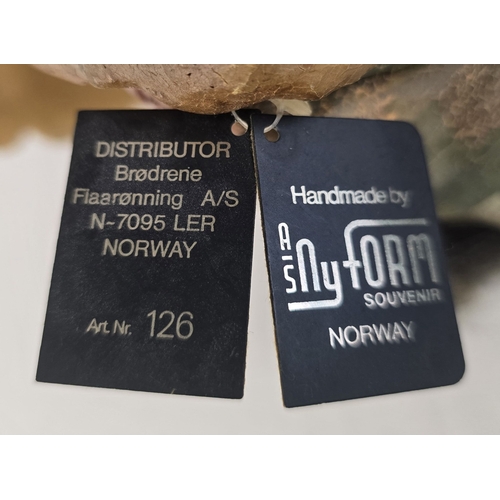 DISTRIBUTOR
Brødrene
Flaarønning A/S
N-7095 LER
NORWAY
Art. Nr. 126
Handmade by
A/S NyFORM
SOUVENIR
NORWAY